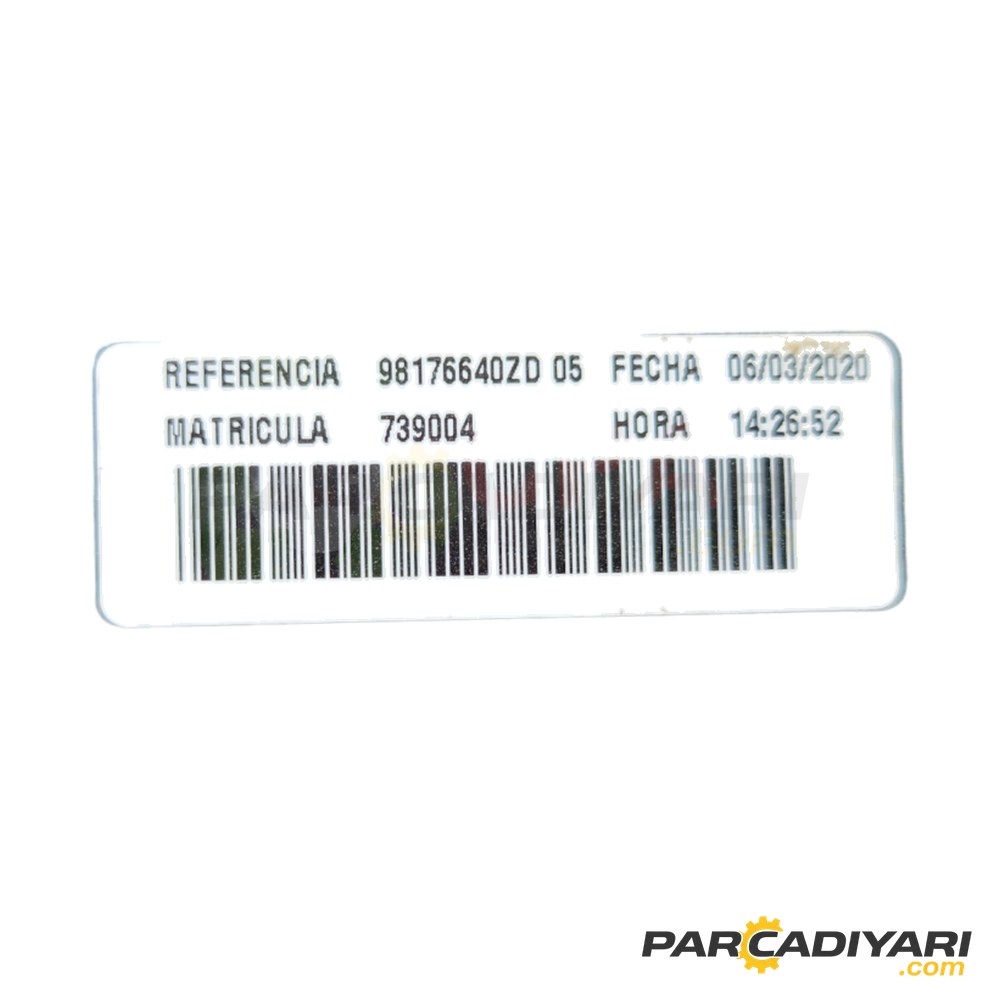 REFERENCIA 98176640ZD 05 FECHA 06/03/2020
MATRICULA 739004 HORA 14:26:52
PARCADIYARI
.com